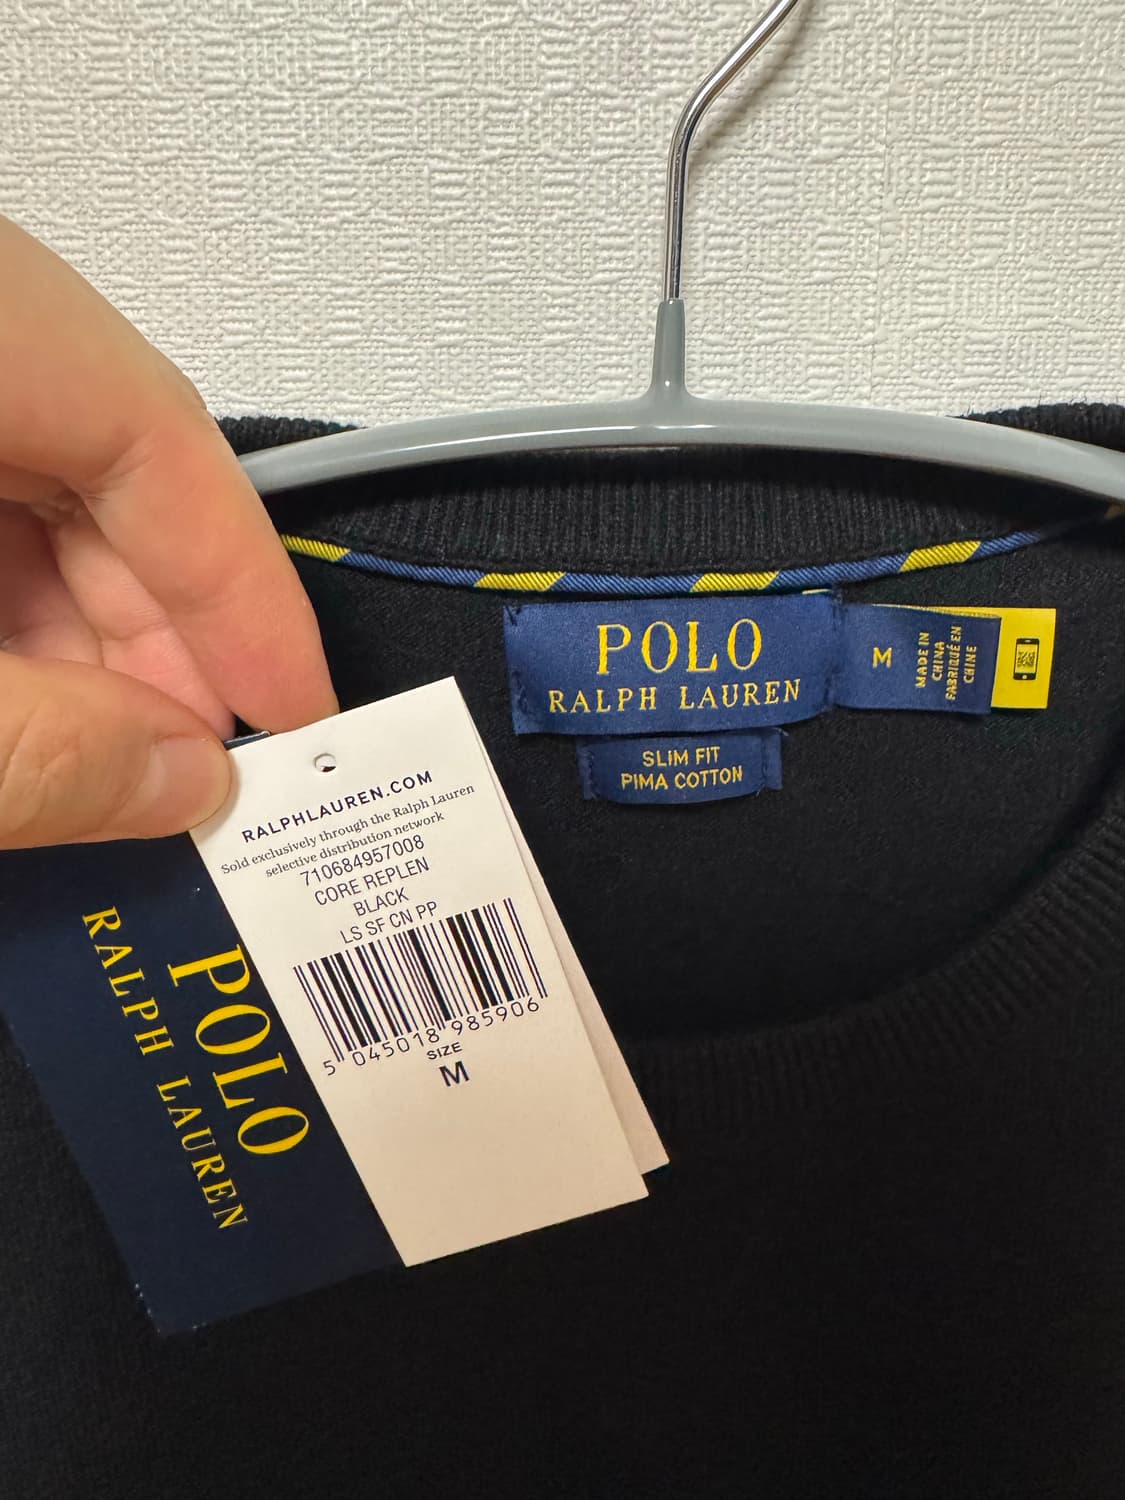 POLO
RALPH LAUREN
M
MADE IN
CHINA
FABRIQUÉ EN
CHINE
SLIM FIT
PIMA COTTON
RALPHLAUREN.COM
Sold exclusively through the Ralph Lauren
selective distribution network
710684957008
CORE REPLEN
BLACK
LS SF CN PP
5 045018 985906
SIZE
M
POLO
RALPH LAUREN